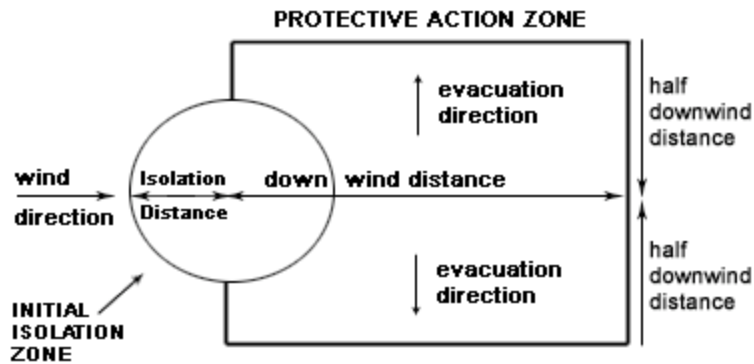 PROTECTIVE ACTION ZONE
evacuation
direction
half
downwind
distance
wind
direction
Isolation
Distance
down wind distance
evacuation
direction
half
downwind
distance
INITIAL
ISOLATION
ZONE